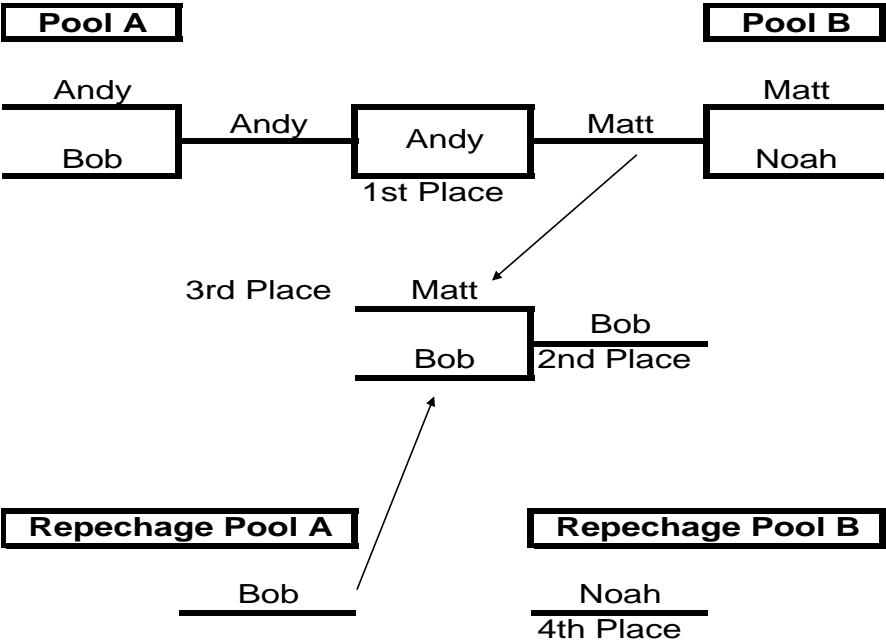 Pool A
Pool B
Andy
Matt
Andy
Andy
Matt
Bob
Noah
1st Place
3rd Place
Matt
Bob
Bob
2nd Place
Repechage Pool A
Repechage Pool B
Bob
Noah
4th Place